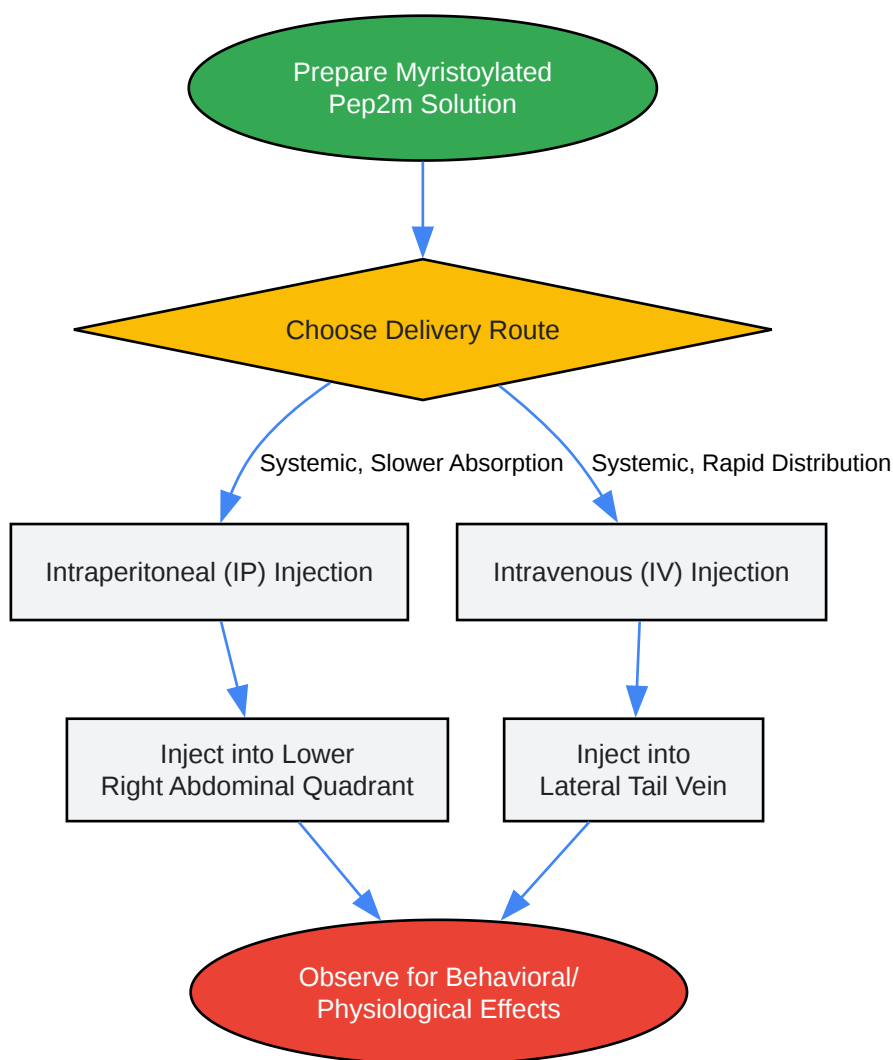 Prepare Myristoylated
Pep2m Solution
Choose Delivery Route
Systemic, Slower Absorption
Systemic, Rapid Distribution
Intraperitoneal (IP) Injection
Intravenous (IV) Injection
Inject into Lower
Right Abdominal Quadrant
Inject into
Lateral Tail Vein
Observe for Behavioral/
Physiological Effects